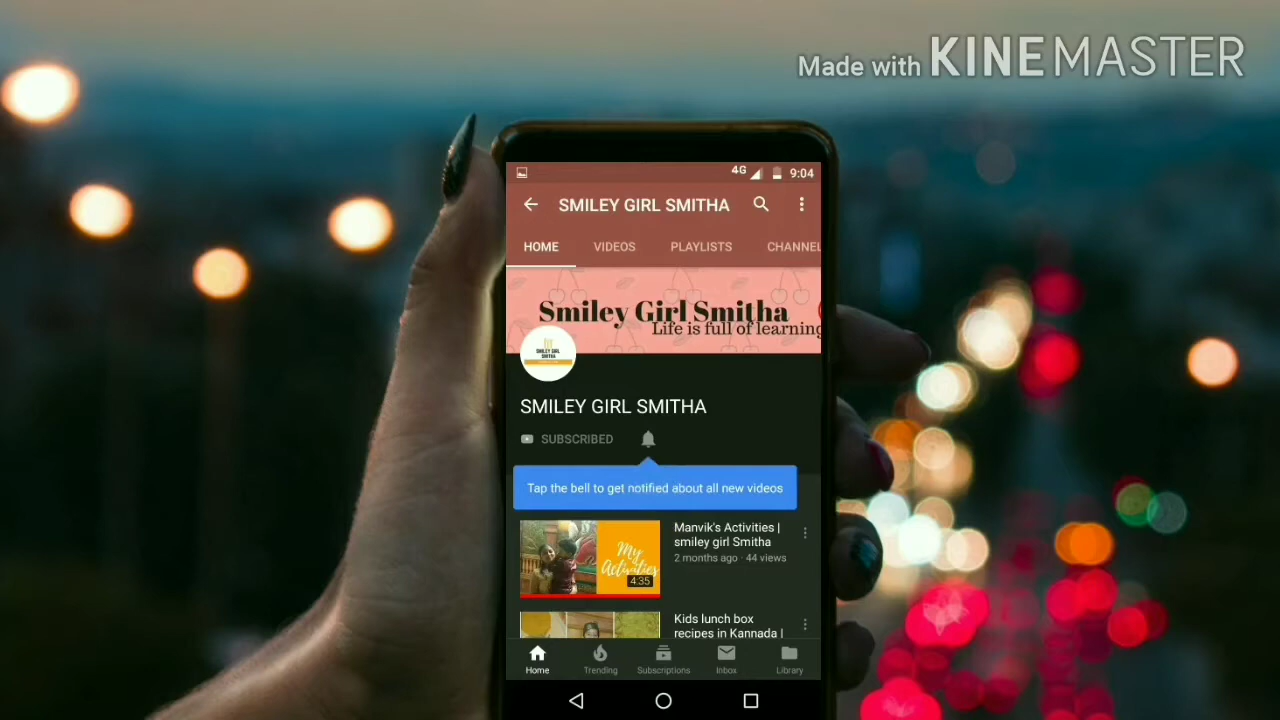 Made with KINEMASTER
4G 9:04
SMILEY GIRL SMITHA
HOME VIDEOS PLAYLISTS CHANNEL
Smiley Girl Smitha
Life is full of learning
SMILEY GIRL
SMITHA
SMILEY GIRL SMITHA
SUBSCRIBED
Tap the bell to get notified about all new videos
My
Activities
4:35
Manvik's Activities |
smiley girl Smitha
2 months ago · 44 views
Kids lunch box
recipes in Kannada |
Home Trending Subscriptions Inbox Library